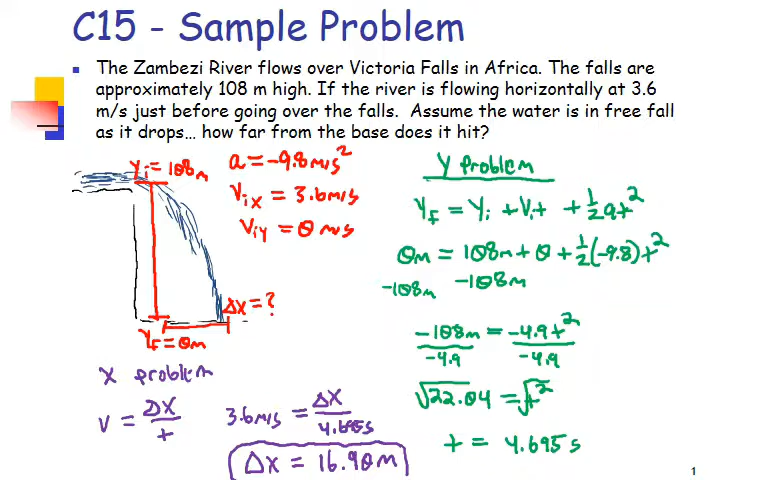 C15 - Sample Problem
The Zambezi River flows over Victoria Falls in Africa. The falls are
approximately 108 m high. If the river is flowing horizontally at 3.6
m/s just before going over the falls. Assume the water is in free fall
as it drops… how far from the base does it hit?
Yi = 108m
a = -9.8 m/s²
Vix = 3.6 m/s
Viy = 0 m/s
Δx = ?
Yf = 0m
Y Problem
Yf = Yi + Vit + ½at²
0m = 108m + 0 + ½(-9.8)t²
-108m -108m
-108m = -4.9t²
-4.9 -4.9
√22.04 = √t²
t = 4.695 s
X problem
V = Δx/t
3.6m/s = Δx/4.695s
Δx = 16.90m
1